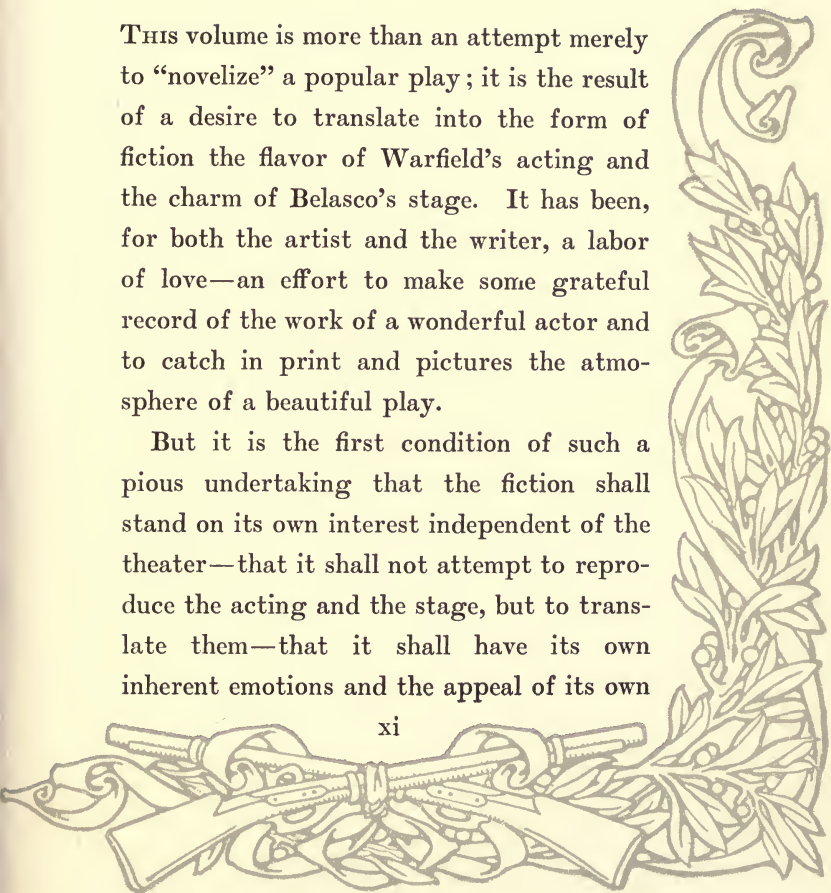 THIS volume is more than an attempt merely
to “novelize” a popular play; it is the result
of a desire to translate into the form of
fiction the flavor of Warfield’s acting and
the charm of Belasco’s stage. It has been,
for both the artist and the writer, a labor
of love—an effort to make some grateful
record of the work of a wonderful actor and
to catch in print and pictures the atmo-
sphere of a beautiful play.
But it is the first condition of such a
pious undertaking that the fiction shall
stand on its own interest independent of the
theater—that it shall not attempt to repro-
duce the acting and the stage, but to trans-
late them—that it shall have its own
inherent emotions and the appeal of its own
xi